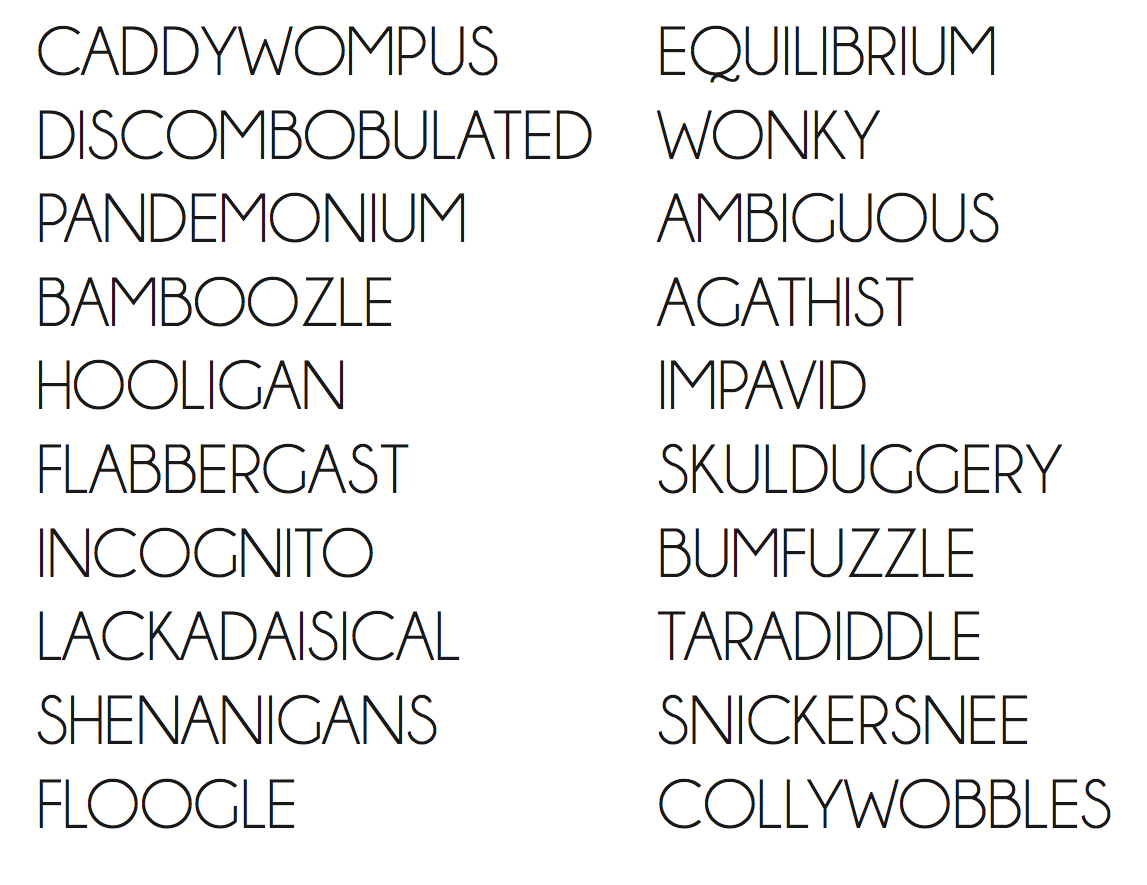 CADDYWOMPUS
DISCOMBOBULATED
PANDEMONIUM
BAMBOOZLE
HOOLIGAN
FLABBERGAST
INCOGNITO
LACKADAISICAL
SHENANIGANS
FLOOGLE
EQUILIBRIUM
WONKY
AMBIGUOUS
AGATHIST
IMPAVID
SKULDUGGERY
BUMFUZZLE
TARADIDDLE
SNICKERSNEE
COLLYWOBBLES